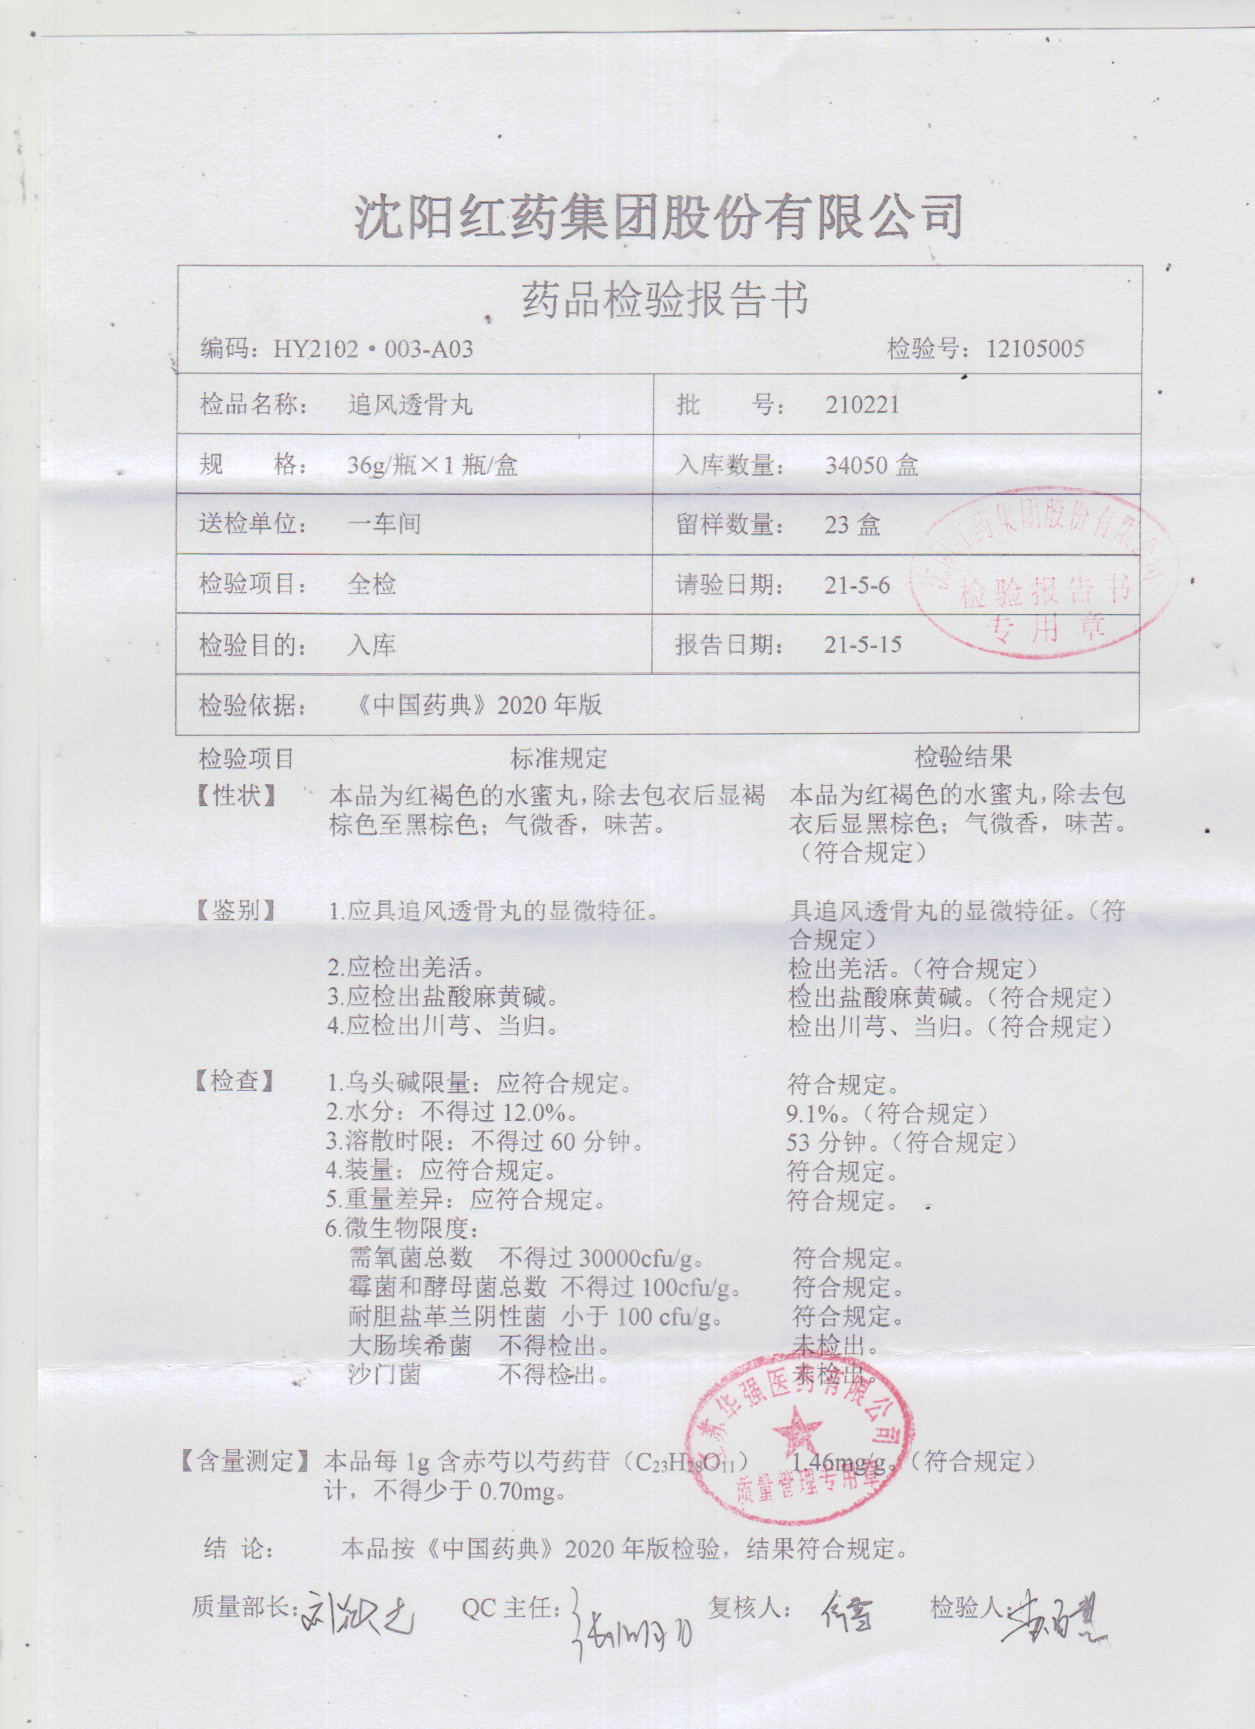 沈阳红药集团股份有限公司
药品检验报告书
编码：HY2102·003-A03 检验号：12105005
检品名称： 追风透骨丸 批 号： 210221
规 格： 36g/瓶×1瓶/盒 入库数量： 34050盒
送检单位： 一车间 留样数量： 23盒
检验项目： 全检 请验日期： 21-5-6
检验目的： 入库 报告日期： 21-5-15
检验依据： 《中国药典》2020年版
红药集团股份有限公司
检验报告书
专用章
检验项目 标准规定 检验结果
【性状】 本品为红褐色的水蜜丸,除去包衣后显褐 本品为红褐色的水蜜丸,除去包
棕色至黑棕色；气微香，味苦。 衣后显黑棕色；气微香，味苦。
（符合规定）
【鉴别】 1.应具追风透骨丸的显微特征。 具追风透骨丸的显微特征。（符
合规定）
2.应检出羌活。 检出羌活。（符合规定）
3.应检出盐酸麻黄碱。 检出盐酸麻黄碱。（符合规定）
4.应检出川芎、当归。 检出川芎、当归。（符合规定）
【检查】 1.乌头碱限量：应符合规定。 符合规定。
2.水分：不得过12.0%。 9.1%。（符合规定）
3.溶散时限：不得过60分钟。 53分钟。（符合规定）
4.装量：应符合规定。 符合规定。
5.重量差异：应符合规定。 符合规定。
6.微生物限度：
需氧菌总数 不得过30000cfu/g。 符合规定。
霉菌和酵母菌总数 不得过100cfu/g。 符合规定。
耐胆盐革兰阴性菌 小于100 cfu/g。 符合规定。
大肠埃希菌 不得检出。 未检出。
沙门菌 不得检出。 未检出。
江苏华强医药有限公司
质量管理专用章
【含量测定】 本品每1g含赤芍以芍药苷（C₂₃H₂₈O₁₁） 1.46mg/g。（符合规定）
计，不得少于0.70mg。
结 论： 本品按《中国药典》2020年版检验，结果符合规定。
质量部长： QC主任： 复核人： 检验人：